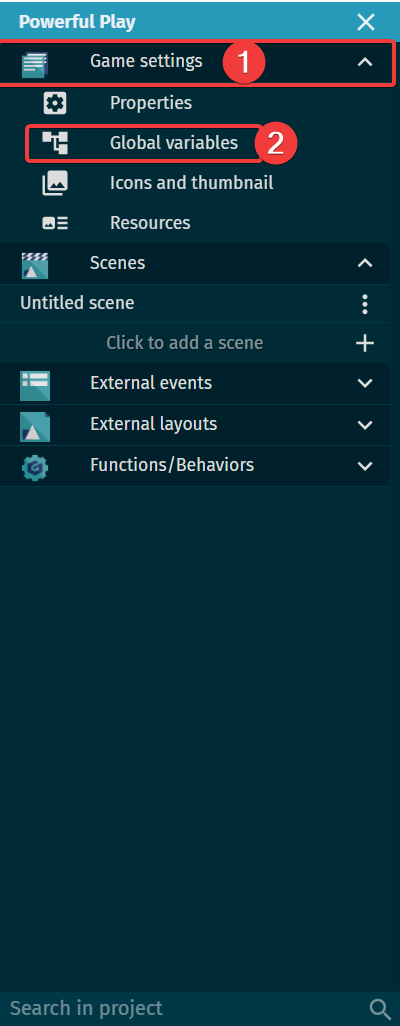 Powerful Play
Game settings 1
Properties
Global variables 2
Icons and thumbnail
Resources
Scenes
Untitled scene
Click to add a scene
External events
External layouts
Functions/Behaviors
Search in project